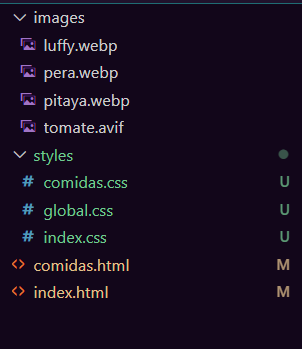 images
luffy.webp
pera.webp
pitaya.webp
tomate.avif
styles
# comidas.css U
# global.css U
# index.css U
<> comidas.html M
<> index.html M